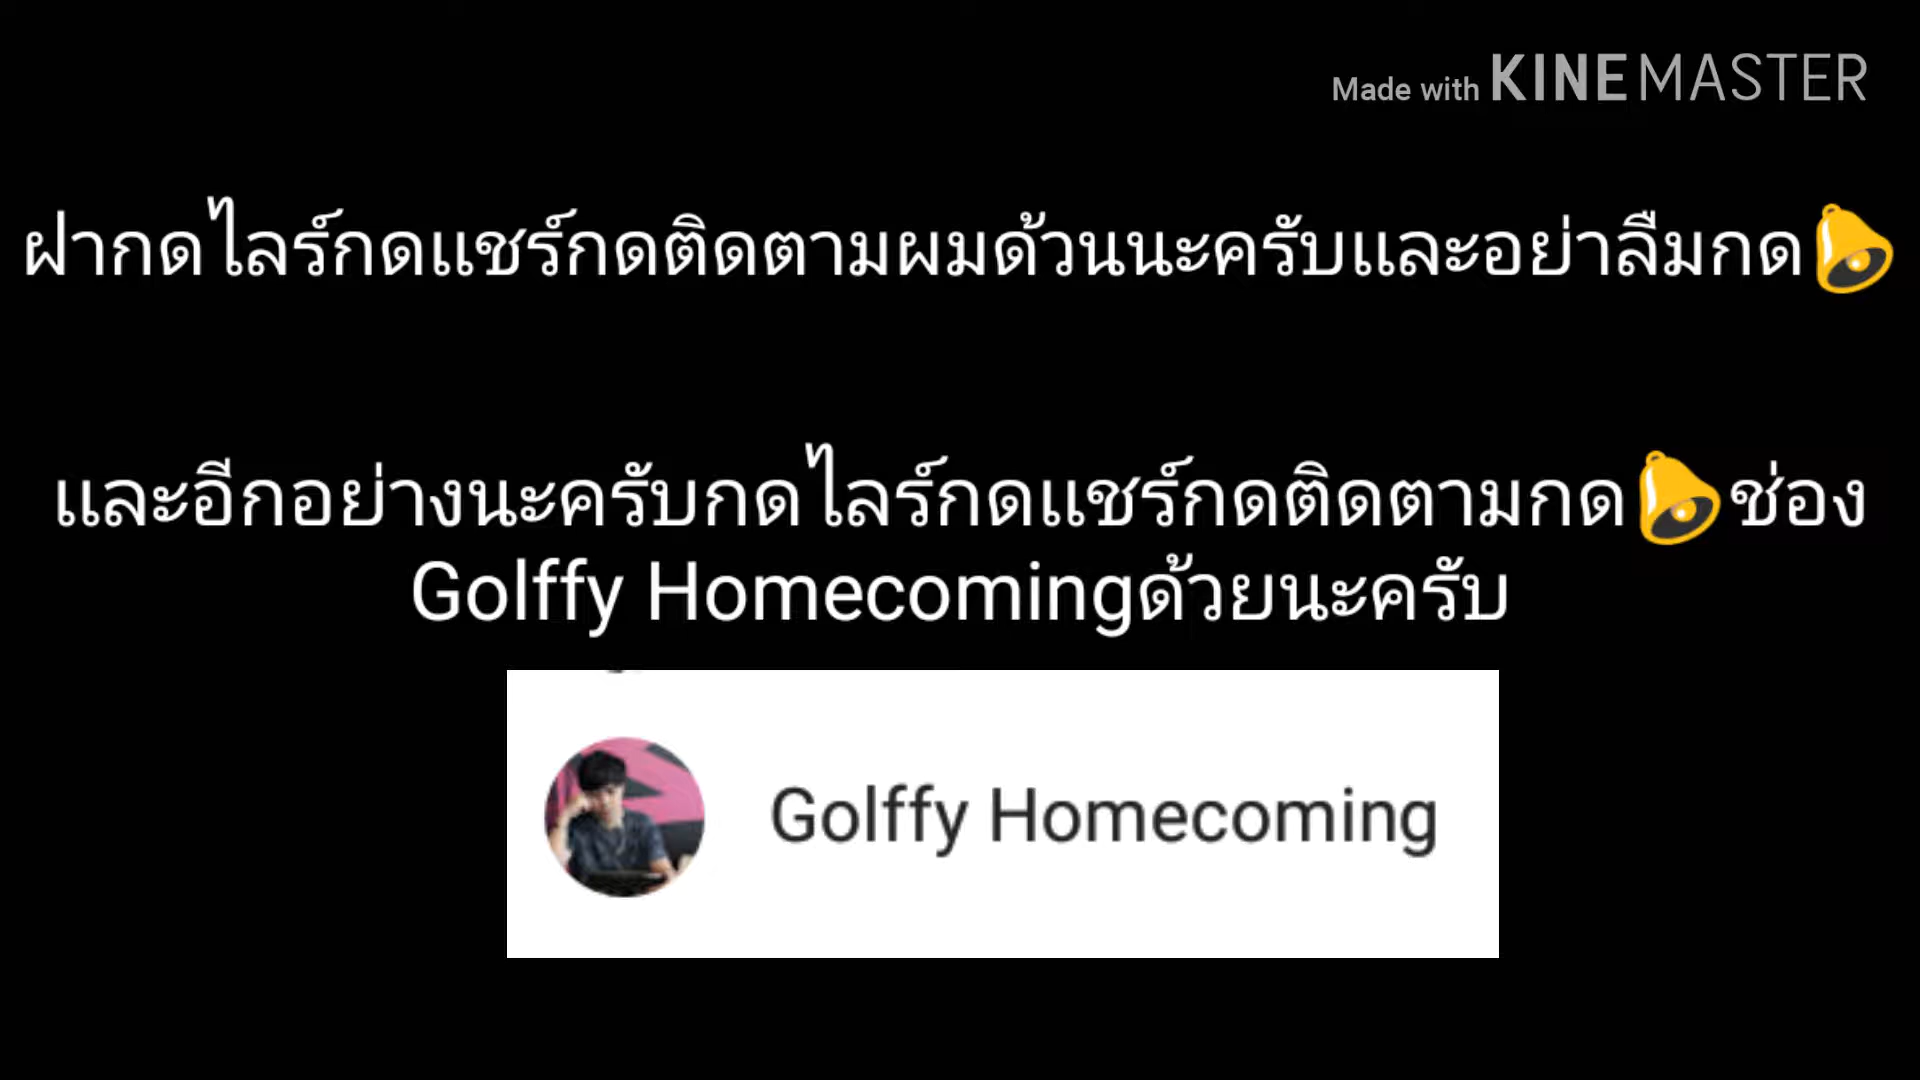 Made with KINEMASTER
ฝากดไลร์กดแชร์กดติดตามผมด้วนนะครับและอย่าลืมกด🔔
และอีกอย่างนะครับกดไลร์กดแชร์กดติดตามกด🔔ช่อง
Golffy Homecomingด้วยนะครับ
Golffy Homecoming